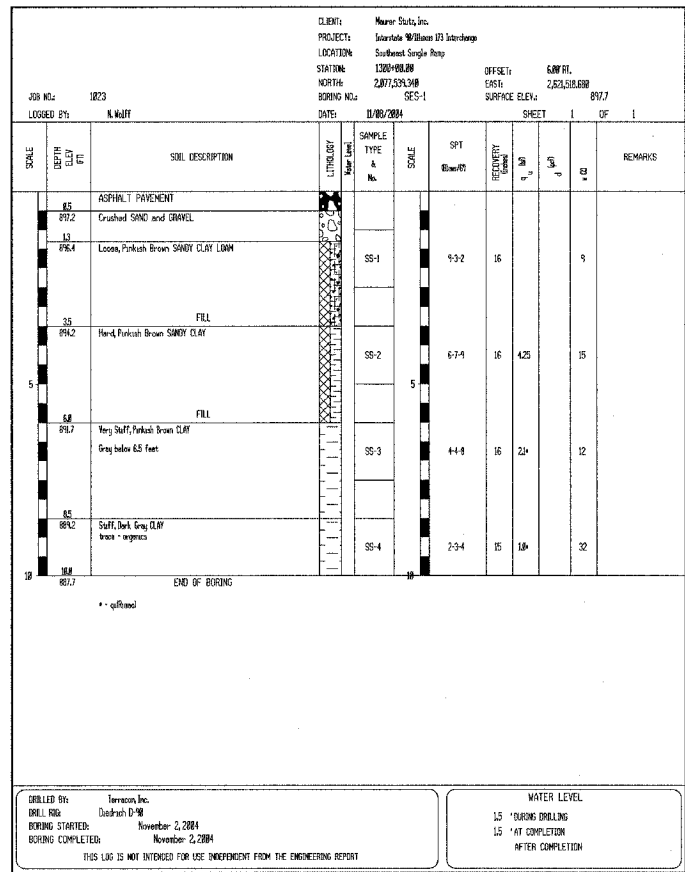 CLIENT: Maurer Stutz, Inc.
PROJECT: Interstate 90/Illinois 173 Interchange
LOCATION: Southeast Single Ramp
STATION: 1300+00.00 OFFSET: 6.00' RT.
NORTH: 2,077,539.340 EAST: 2,621,518.680
JOB NO.: 1023 BORING NO.: SES-1 SURFACE ELEV.: 897.7
LOGGED BY: N. Wolff DATE: 11/08/2004 SHEET 1 OF 1
SCALE DEPTH ELEV (FT) SOIL DESCRIPTION LITHOLOGY Water Level SAMPLE TYPE & No. SCALE SPT (Blows/6") RECOVERY (inches) q u (tsf) d (pcf) w (%) REMARKS
ASPHALT PAVEMENT
0.5
897.2 Crushed SAND and GRAVEL
1.3
896.4 Loose, Pinkish Brown SANDY CLAY LOAM
SS-1 9-3-2 16 9
FILL
3.5
894.2 Hard, Pinkish Brown SANDY CLAY
SS-2 6-7-9 16 4.25 15
5 5
FILL
6.0
891.7 Very Stiff, Pinkish Brown CLAY
Gray below 6.5 feet
SS-3 4-4-8 16 2.1* 12
8.5
889.2 Stiff, Dark Gray CLAY
trace - organics
SS-4 2-3-4 15 1.0* 32
10 10.0 10
887.7 END OF BORING
* - qu(Rimac)
DRILLED BY: Terracon, Inc.
DRILL RIG: Diedrich D-90
BORING STARTED: November 2, 2004
BORING COMPLETED: November 2, 2004
THIS LOG IS NOT INTENDED FOR USE INDEPENDENT FROM THE ENGINEERING REPORT
WATER LEVEL
1.5 'DURING DRILLING
1.5 'AT COMPLETION
AFTER COMPLETION